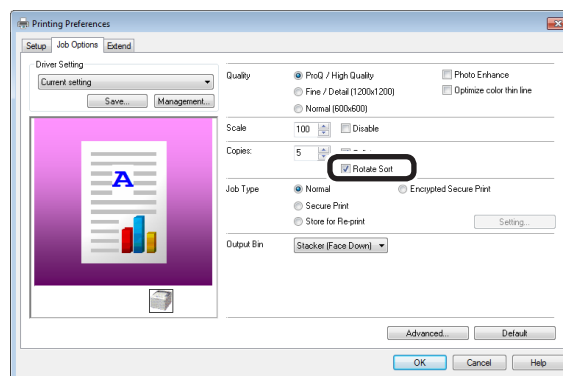 Printing Preferences
Setup Job Options Extend
Driver Setting
Current setting
Save... Management...
A
Quality ProQ / High Quality Photo Enhance
Fine / Detail (1200x1200) Optimize color thin line
Normal (600x600)
Scale 100 Disable
Copies: 5
Rotate Sort
Job Type Normal Encrypted Secure Print
Secure Print
Store for Re-print Setting...
Output Bin Stacker (Face Down)
Advanced... Default
OK Cancel Help